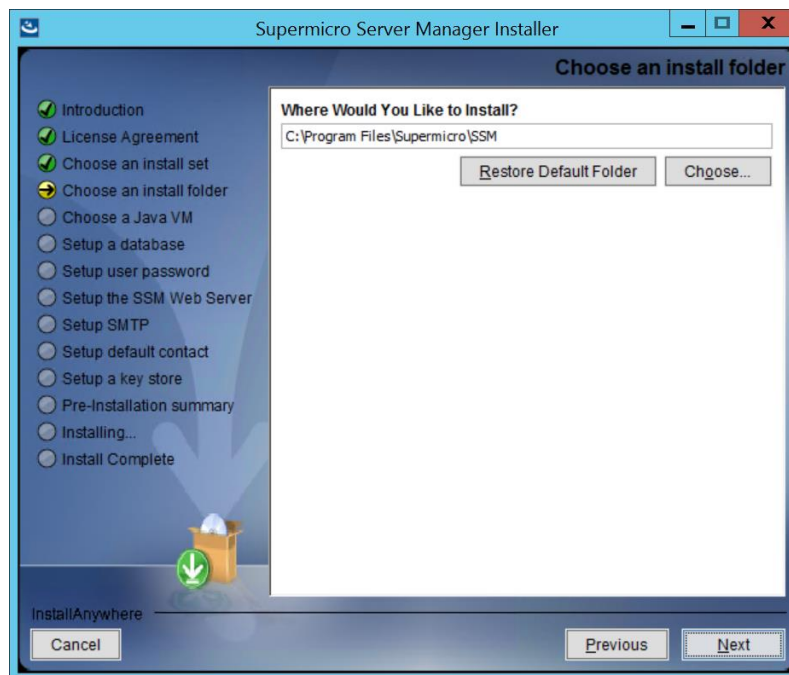 Supermicro Server Manager Installer
Choose an install folder
Introduction
License Agreement
Choose an install set
Choose an install folder
Choose a Java VM
Setup a database
Setup user password
Setup the SSM Web Server
Setup SMTP
Setup default contact
Setup a key store
Pre-Installation summary
Installing...
Install Complete
Where Would You Like to Install?
C:\Program Files\Supermicro\SSM
Restore Default Folder
Choose...
InstallAnywhere
Cancel
Previous
Next